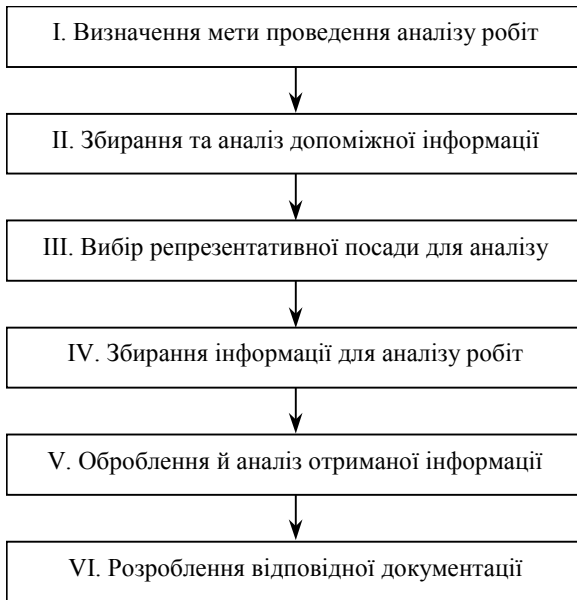 I. Визначення мети проведення аналізу робіт
II. Збирання та аналіз допоміжної інформації
III. Вибір репрезентативної посади для аналізу
IV. Збирання інформації для аналізу робіт
V. Оброблення й аналіз отриманої інформації
VI. Розроблення відповідної документації